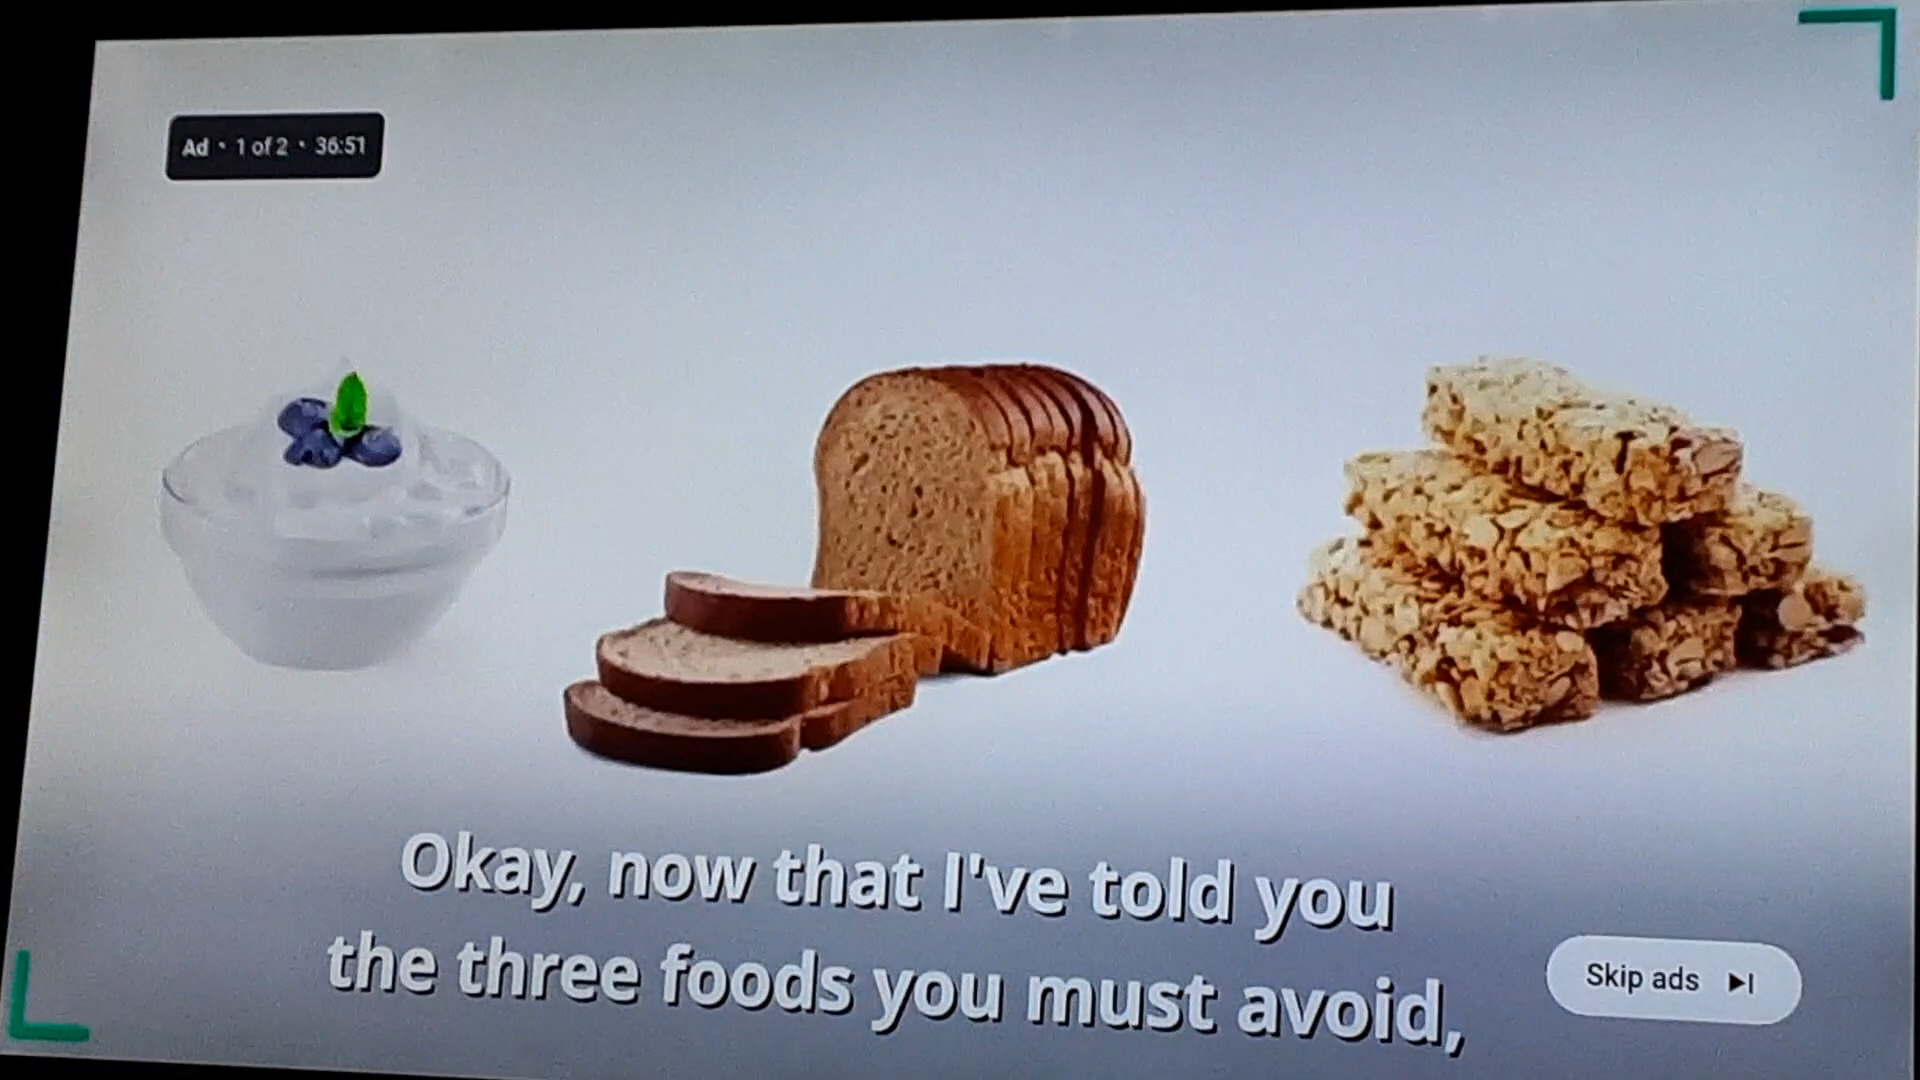 Ad • 1 of 2 • 36:51
Okay, now that I've told you
the three foods you must avoid,
Skip ads